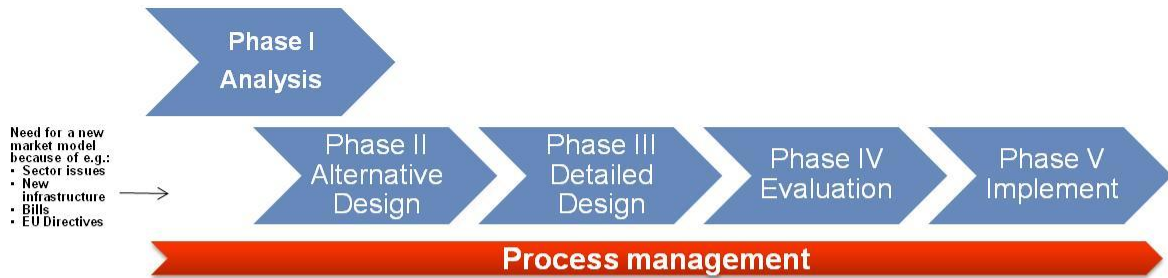 Phase I
Analysis
Need for a new
market model
because of e.g.:
▪ Sector issues
▪ New
infrastructure
▪ Bills
▪ EU Directives
Phase II
Alternative
Design
Phase III
Detailed
Design
Phase IV
Evaluation
Phase V
Implement
Process management